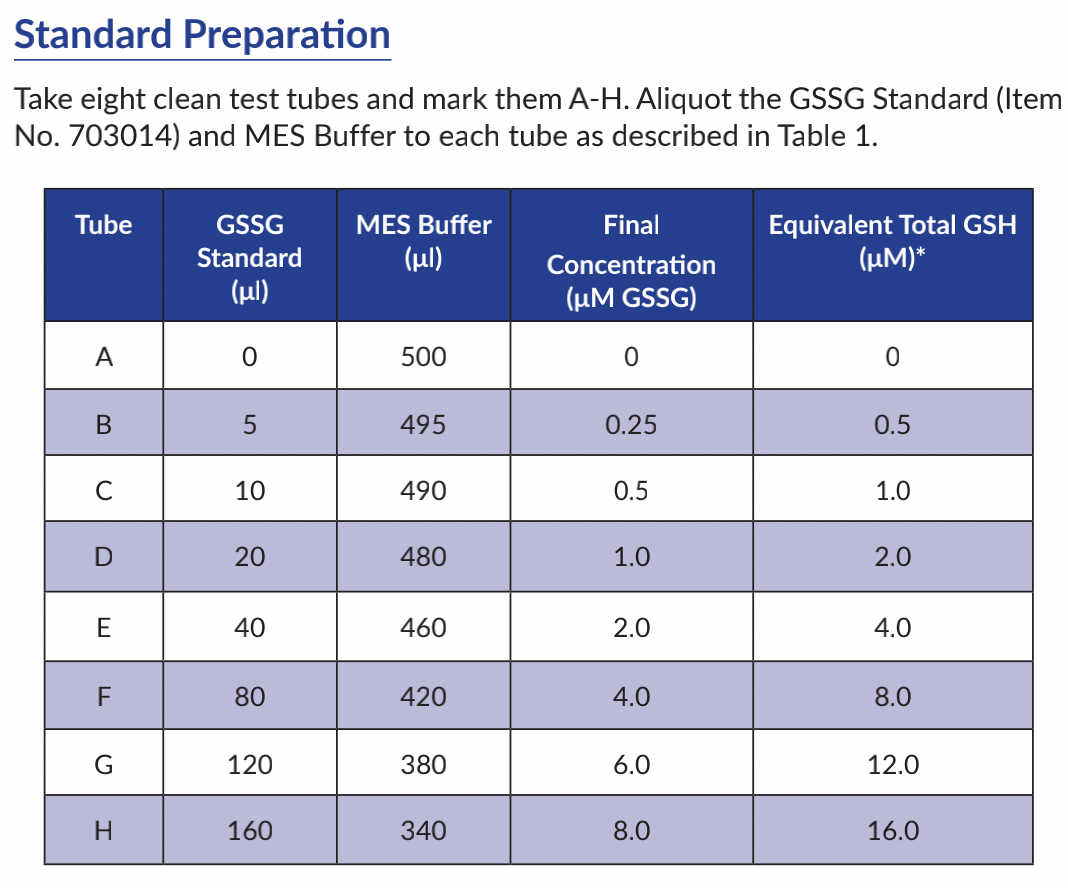 Standard Preparation
Take eight clean test tubes and mark them A-H. Aliquot the GSSG Standard (Item
No. 703014) and MES Buffer to each tube as described in Table 1.
Tube GSSG Standard (µl) MES Buffer (µl) Final Concentration (µM GSSG) Equivalent Total GSH (µM)*
A 0 500 0 0
B 5 495 0.25 0.5
C 10 490 0.5 1.0
D 20 480 1.0 2.0
E 40 460 2.0 4.0
F 80 420 4.0 8.0
G 120 380 6.0 12.0
H 160 340 8.0 16.0